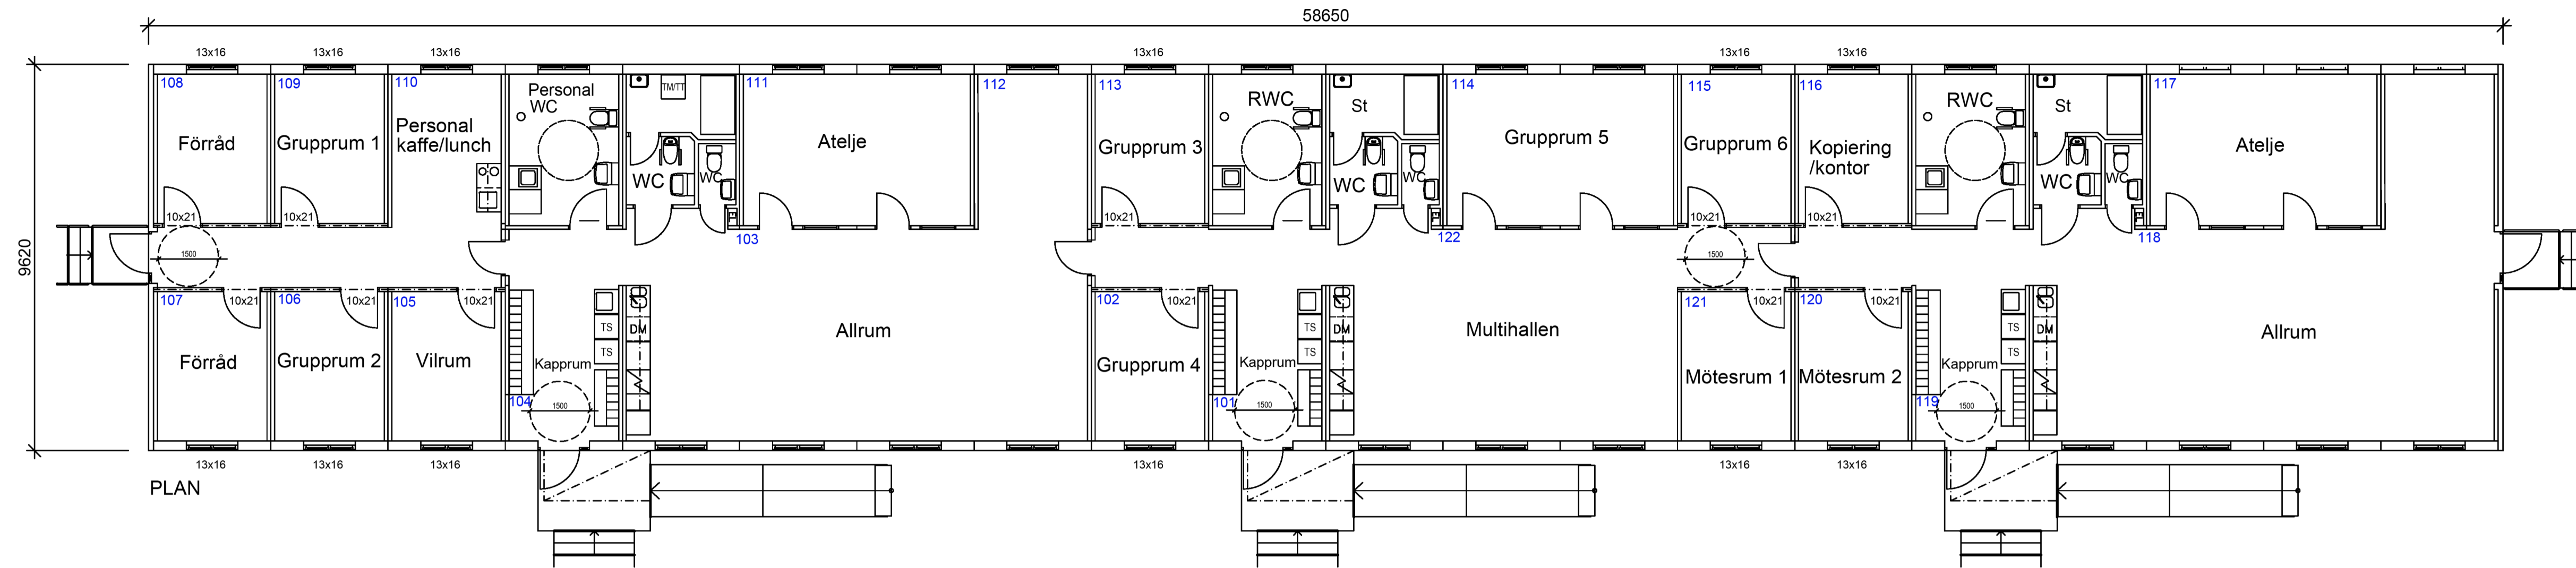 58650
13x16 13x16 13x16 13x16 13x16 13x16
108 109 110 111 112 113 114 115 116 117
TM/TT
Personal
WC
RWC
St
RWC
St
Förråd
Grupprum 1
Personal
kaffe/lunch
Atelje
Grupprum 3
Grupprum 5
Grupprum 6
Kopiering
/kontor
Atelje
WC WC WC WC WC WC
10x21 10x21 10x21 10x21 10x21
103 122 118
9620
1500 1500
107 106 105 102 121 120
10x21 10x21 10x21 10x21 10x21 10x21
TS DM TS DM TS DM
TS TS TS
Förråd
Grupprum 2
Vilrum
Kapprum
Allrum
Grupprum 4
Kapprum
Multihallen
Mötesrum 1
Mötesrum 2
Kapprum
Allrum
104 101 119
1500 1500 1500
13x16 13x16 13x16 13x16 13x16 13x16
PLAN